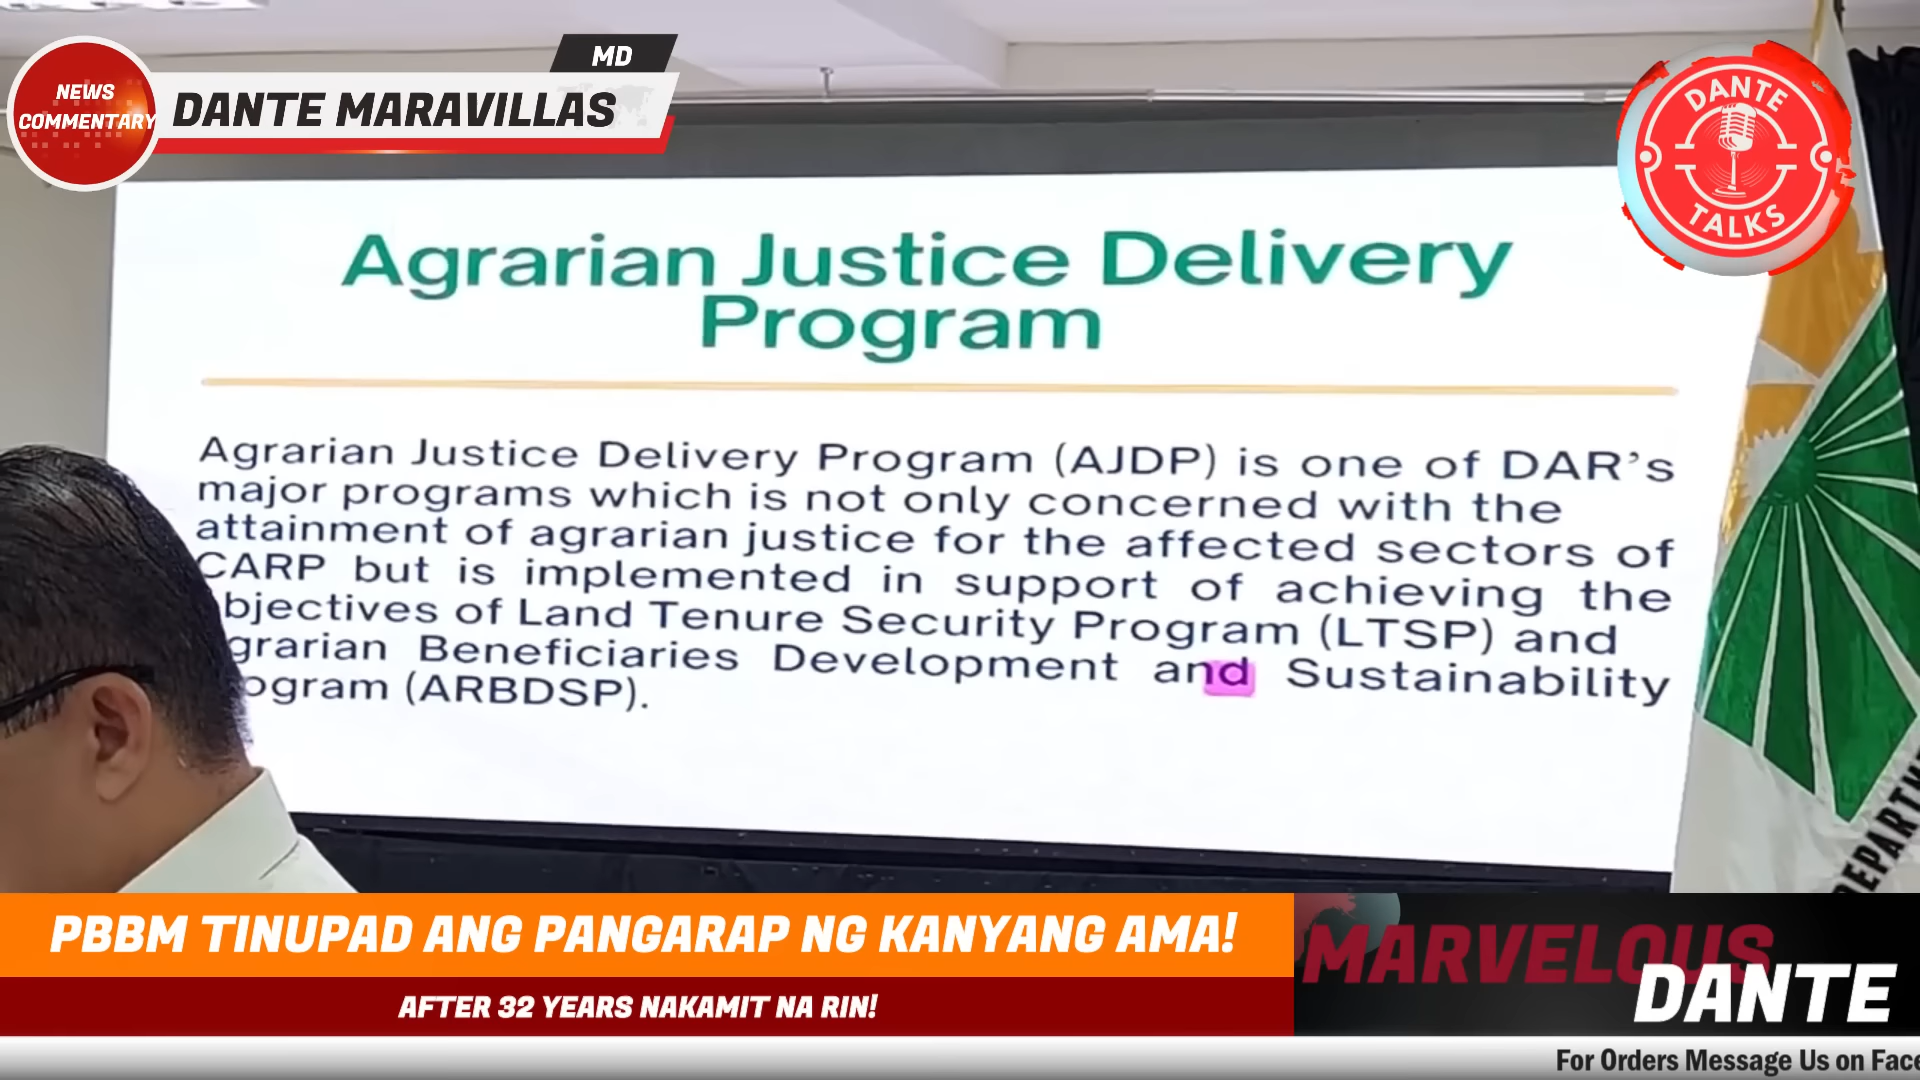 MD
NEWS
COMMENTARY
DANTE MARAVILLAS
DANTE
TALKS
Agrarian Justice Delivery
Program
Agrarian Justice Delivery Program (AJDP) is one of DAR's
major programs which is not only concerned with the
attainment of agrarian justice for the affected sectors of
CARP but is implemented in support of achieving the
bjectives of Land Tenure Security Program (LTSP) and
grarian Beneficiaries Development and Sustainability
ogram (ARBDSP).
PBBM TINUPAD ANG PANGARAP NG KANYANG AMA!
AFTER 32 YEARS NAKAMIT NA RIN!
MARVELOUS
DANTE
For Orders Message Us on Face